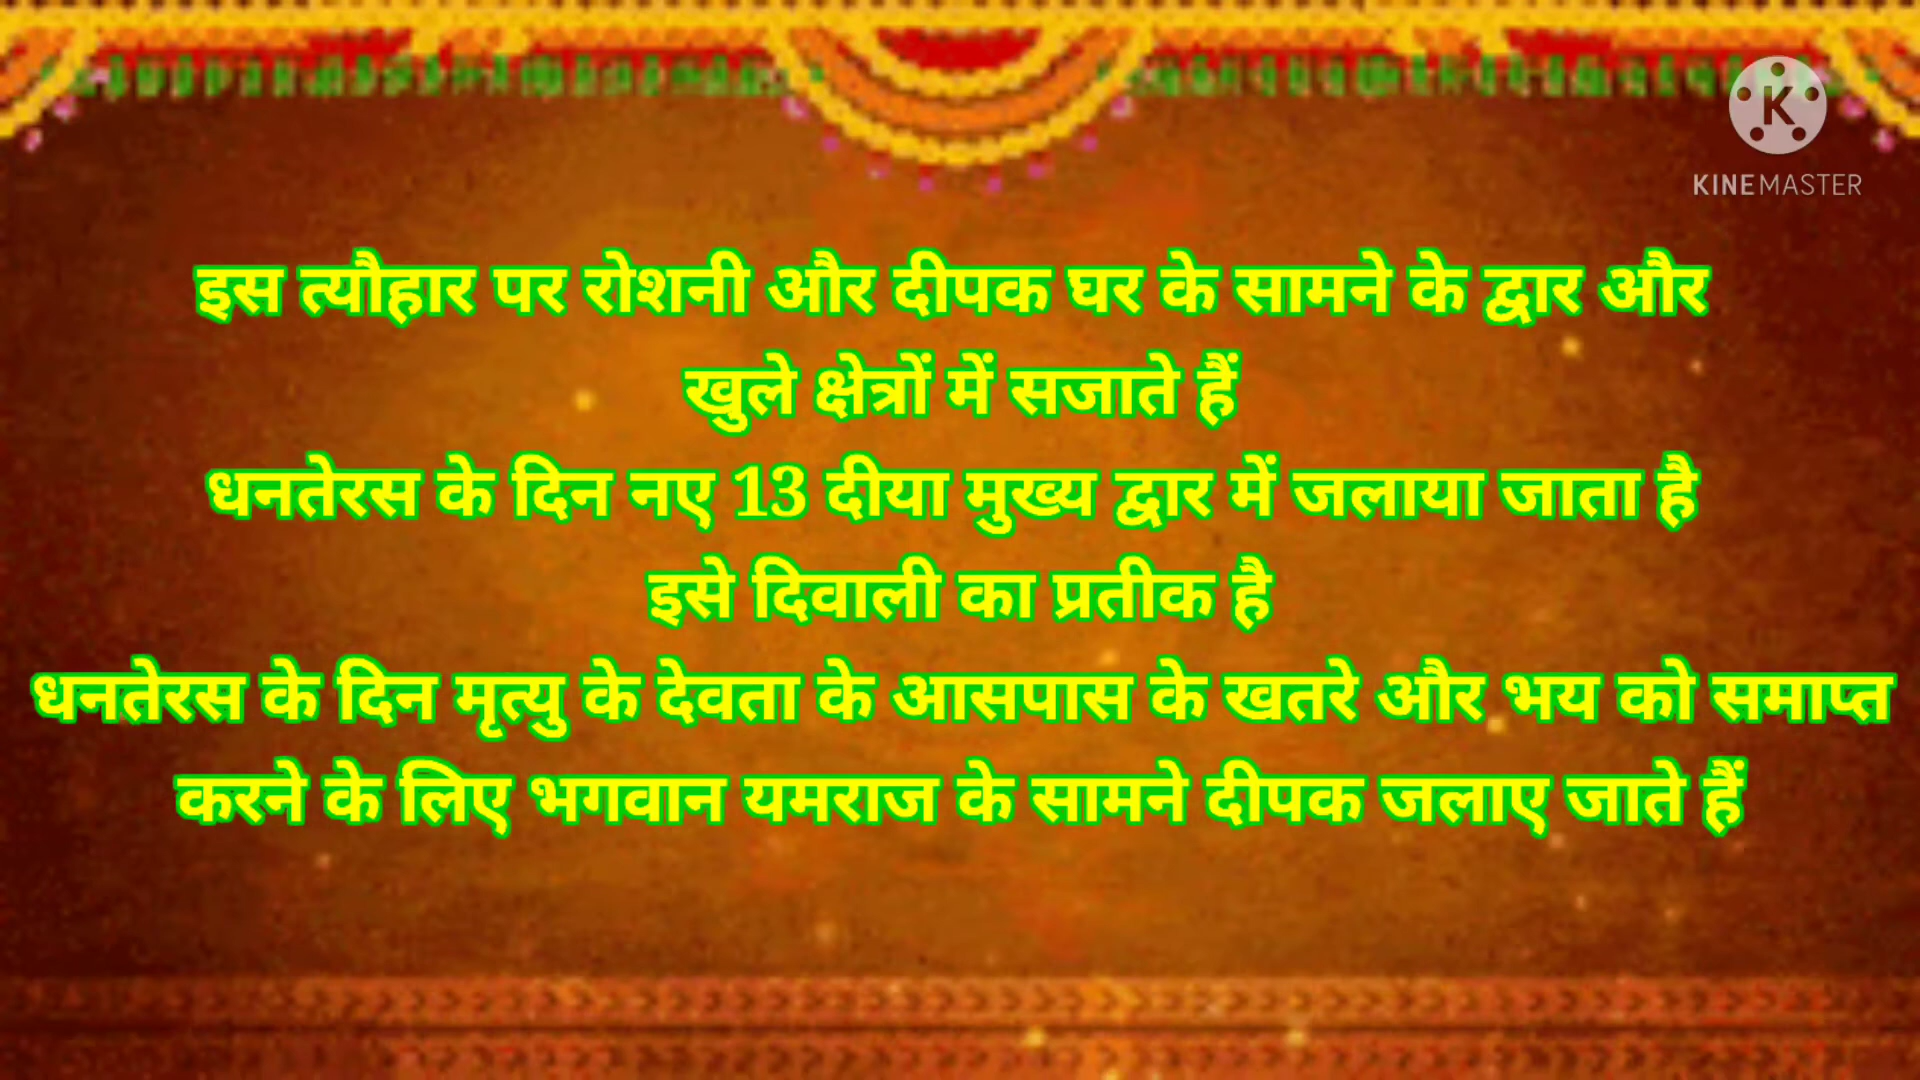 K
KINEMASTER
इस त्यौहार पर रोशनी और दीपक घर के सामने के द्वार और
खुले क्षेत्रों में सजाते हैं
धनतेरस के दिन नए 13 दीया मुख्य द्वार में जलाया जाता है
इसे दिवाली का प्रतीक है
धनतेरस के दिन मृत्यु के देवता के आसपास के खतरे और भय को समाप्त
करने के लिए भगवान यमराज के सामने दीपक जलाए जाते हैं